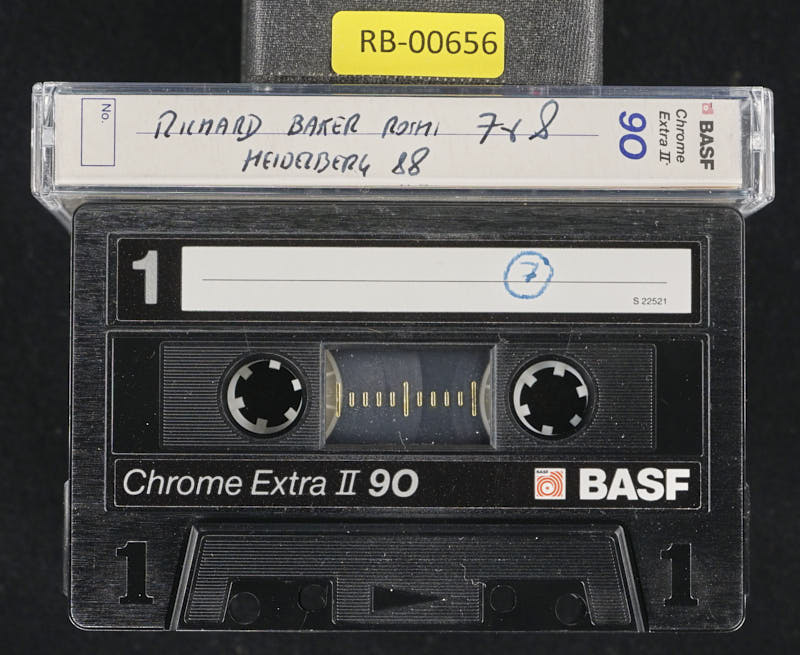 RB-00656
No.
RICHARD BAKER ROSHI 7+8
HEIDELBERG 88
90
Chrome
Extra II
BASF
1
7
S 22521
Chrome Extra II 90
BASF
BASF
1
1